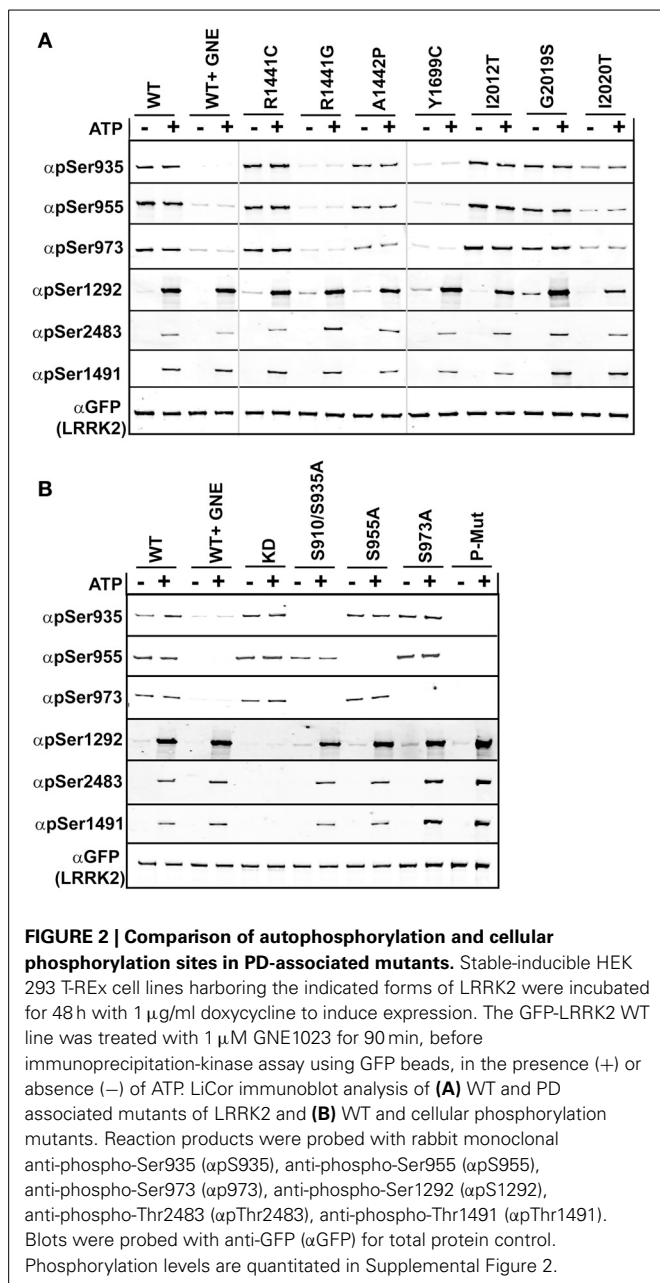 A
WT
WT+ GNE
R1441C
R1441G
A1442P
Y1699C
I2012T
G2019S
I2020T
ATP - + - + - + - + - + - + - + - + - +
αpSer935
αpSer955
αpSer973
αpSer1292
αpSer2483
αpSer1491
αGFP
(LRRK2)
B
WT
WT+ GNE
KD
S910/S935A
S955A
S973A
P-Mut
ATP - + - + - + - + - + - + - +
αpSer935
αpSer955
αpSer973
αpSer1292
αpSer2483
αpSer1491
αGFP
(LRRK2)
FIGURE 2 | Comparison of autophosphorylation and cellular
phosphorylation sites in PD-associated mutants. Stable-inducible HEK
293 T-REx cell lines harboring the indicated forms of LRRK2 were incubated
for 48 h with 1 μg/ml doxycycline to induce expression. The GFP-LRRK2 WT
line was treated with 1 μM GNE1023 for 90 min, before
immunoprecipitation-kinase assay using GFP beads, in the presence (+) or
absence (−) of ATP. LiCor immunoblot analysis of (A) WT and PD
associated mutants of LRRK2 and (B) WT and cellular phosphorylation
mutants. Reaction products were probed with rabbit monoclonal
anti-phospho-Ser935 (αpS935), anti-phospho-Ser955 (αpS955),
anti-phospho-Ser973 (αp973), anti-phospho-Ser1292 (αpS1292),
anti-phospho-Thr2483 (αpThr2483), anti-phospho-Thr1491 (αpThr1491).
Blots were probed with anti-GFP (αGFP) for total protein control.
Phosphorylation levels are quantitated in Supplemental Figure 2.